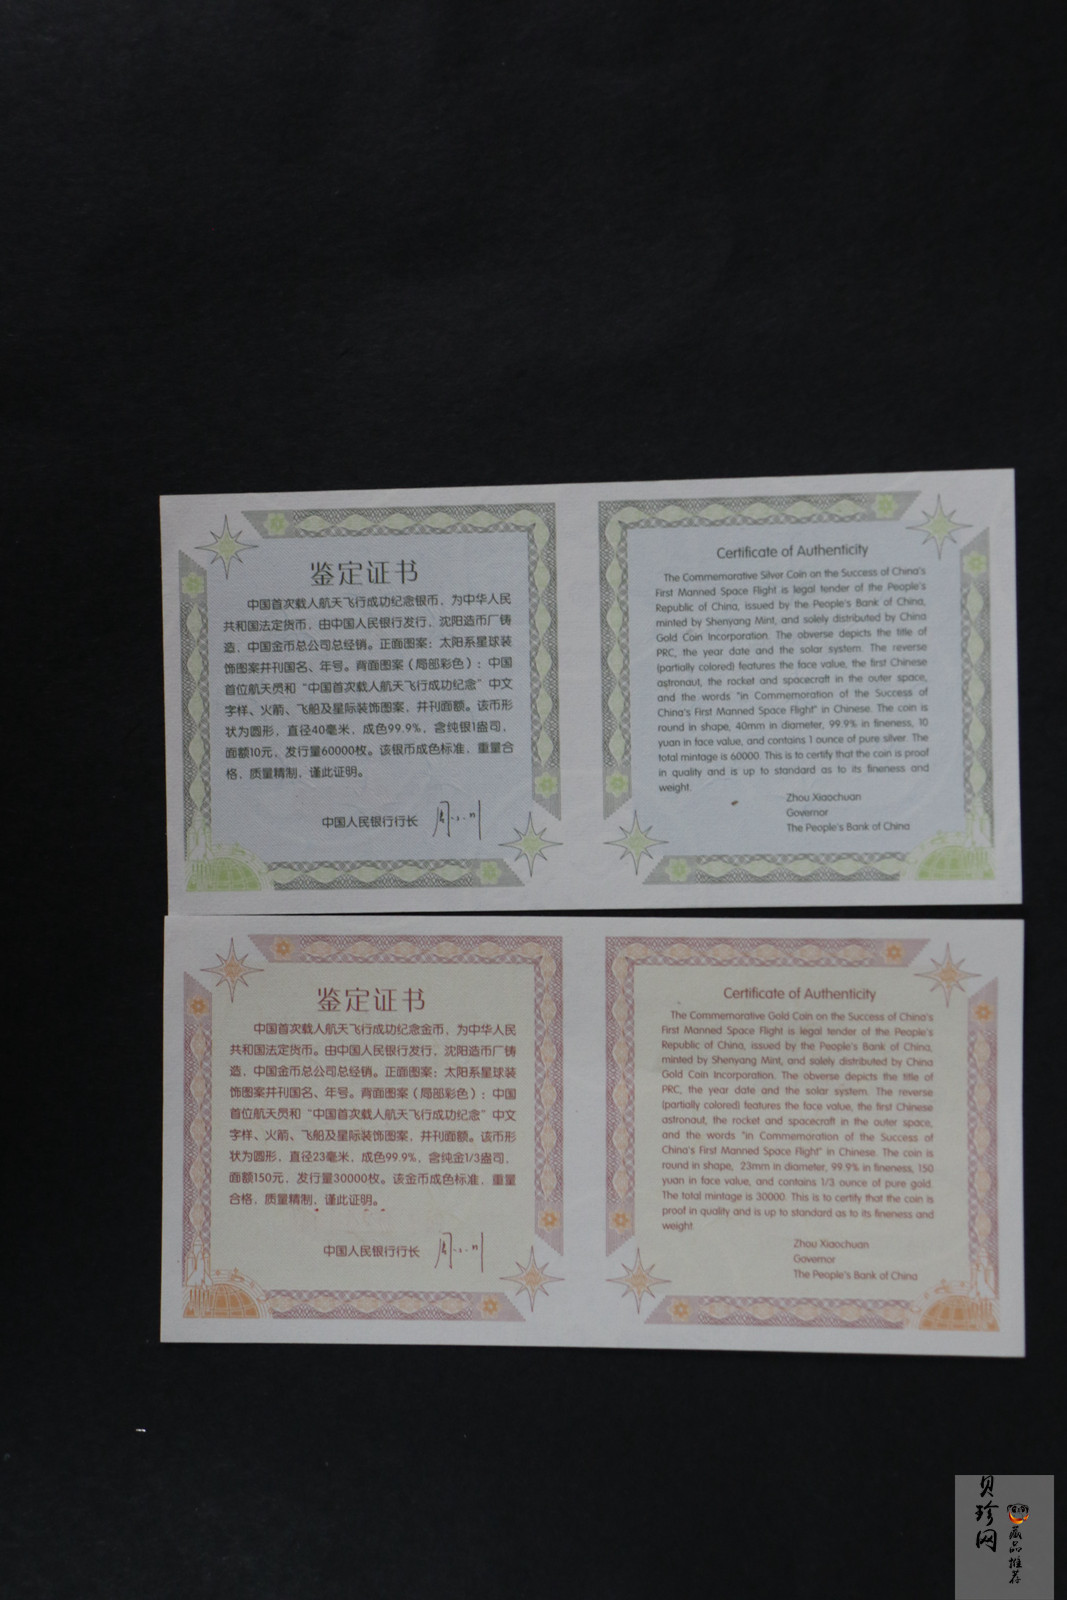 鉴定证书
中国首次载人航天飞行成功纪念银币，为中华人民
共和国法定货币，由中国人民银行发行，沈阳造币厂铸
造，中国金币总公司总经销。正面图案：太阳系星球装
饰图案并刊国名、年号。背面图案（局部彩色）：中国
首位航天员和“中国首次载人航天飞行成功纪念”中文
字样、火箭、飞船及星际装饰图案，并刊面额。该币形
状为圆形，直径40毫米，成色99.9%，含纯银1盎司，
面额10元，发行量60000枚。该银币成色标准，重量合
格，质量精制，谨此证明。
中国人民银行行长 周小川
Certificate of Authenticity
The Commemorative Silver Coin on the Success of China's
First Manned Space Flight is legal tender of the People's
Republic of China, issued by the People's Bank of China,
minted by Shenyang Mint, and solely distributed by China
Gold Coin Incorporation. The obverse depicts the title of
PRC, the year date and the solar system. The reverse
(partially colored) features the face value, the first Chinese
astronaut, the rocket and spacecraft in the outer space,
and the words "in Commemoration of the Success of
China's First Manned Space Flight" in Chinese. The coin is
round in shape, 40mm in diameter, 99.9% in fineness, 10
yuan in face value, and contains 1 ounce of pure silver. The
total mintage is 60000. This is to certify that the coin is proof
in quality and is up to standard as to its fineness and
weight.
Zhou Xiaochuan
Governor
The People's Bank of China
鉴定证书
中国首次载人航天飞行成功纪念金币，为中华人民
共和国法定货币。由中国人民银行发行，沈阳造币厂铸
造，中国金币总公司总经销。正面图案：太阳系星球装
饰图案并刊国名、年号。背面图案（局部彩色）：中国
首位航天员和“中国首次载人航天飞行成功纪念”中文
字样、火箭、飞船及星际装饰图案，并刊面额。该币形
状为圆形，直径23毫米，成色99.9%，含纯金1/3盎司，
面额150元，发行量30000枚。该金币成色标准，重量
合格，质量精制，谨此证明。
中国人民银行行长 周小川
Certificate of Authenticity
The Commemorative Gold Coin on the Success of China's
First Manned Space Flight is legal tender of the People's
Republic of China, issued by the People's Bank of China,
minted by Shenyang Mint, and solely distributed by China
Gold Coin Incorporation. The obverse depicts the title of
PRC, the year date and the solar system. The reverse
(partially colored) features the face value, the first Chinese
astronaut, the rocket and spacecraft in the outer space,
and the words "in Commemoration of the Success of
China's First Manned Space Flight" in Chinese. The coin is
round in shape, 23mm in diameter, 99.9% in fineness, 150
yuan in face value, and contains 1/3 ounce of pure gold.
The total mintage is 30000. This is to certify that the coin is
proof in quality and is up to standard as to its fineness and
weight.
Zhou Xiaochuan
Governor
The People's Bank of China
贝珍网
藏品推荐